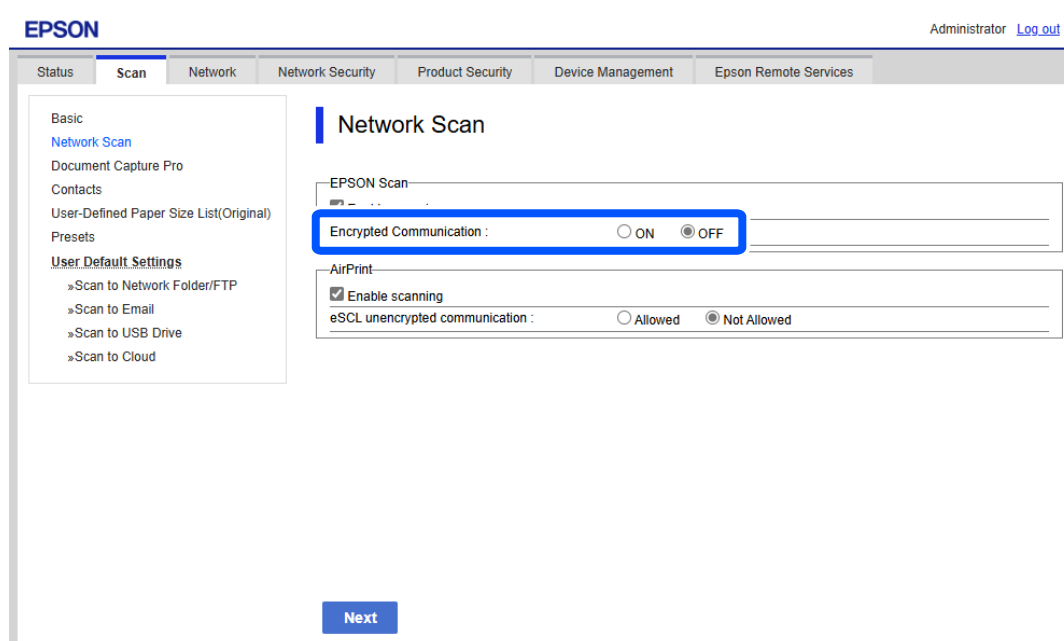 EPSON
Administrator Log out
Status Scan Network Network Security Product Security Device Management Epson Remote Services
Basic
Network Scan
Document Capture Pro
Contacts
User-Defined Paper Size List(Original)
Presets
User Default Settings
»Scan to Network Folder/FTP
»Scan to Email
»Scan to USB Drive
»Scan to Cloud
Network Scan
EPSON Scan
Encrypted Communication : ON OFF
AirPrint
Enable scanning
eSCL unencrypted communication : Allowed Not Allowed
Next